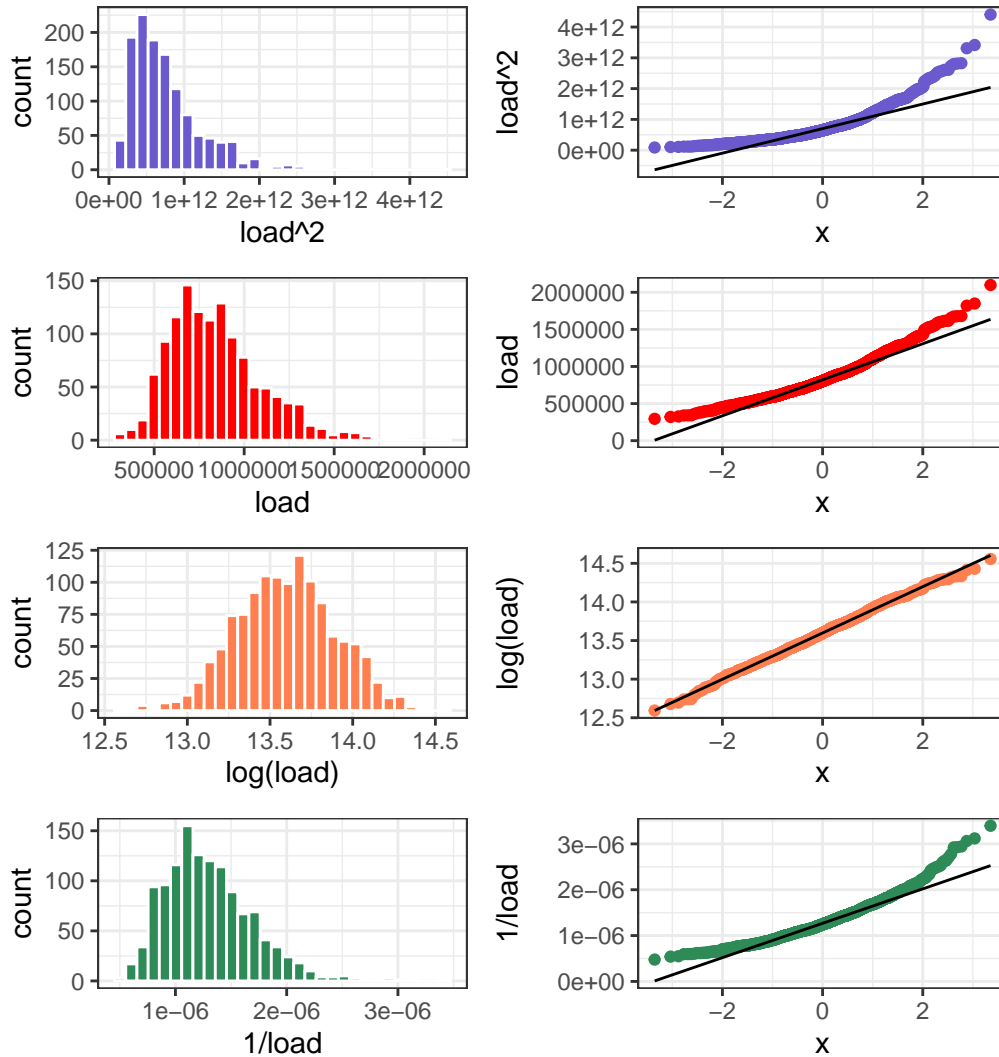 count
200
150
100
50
0
0e+00 1e+12 2e+12 3e+12 4e+12
load^2
load^2
4e+12
3e+12
2e+12
1e+12
0e+00
−2 0 2
x
count
150
100
50
0
500000 1000000 1500000 2000000
load
load
2000000
1500000
1000000
500000
0
−2 0 2
x
count
125
100
75
50
25
0
12.5 13.0 13.5 14.0 14.5
log(load)
log(load)
14.5
14.0
13.5
13.0
12.5
−2 0 2
x
count
150
100
50
0
1e−06 2e−06 3e−06
1/load
1/load
3e−06
2e−06
1e−06
0e+00
−2 0 2
x